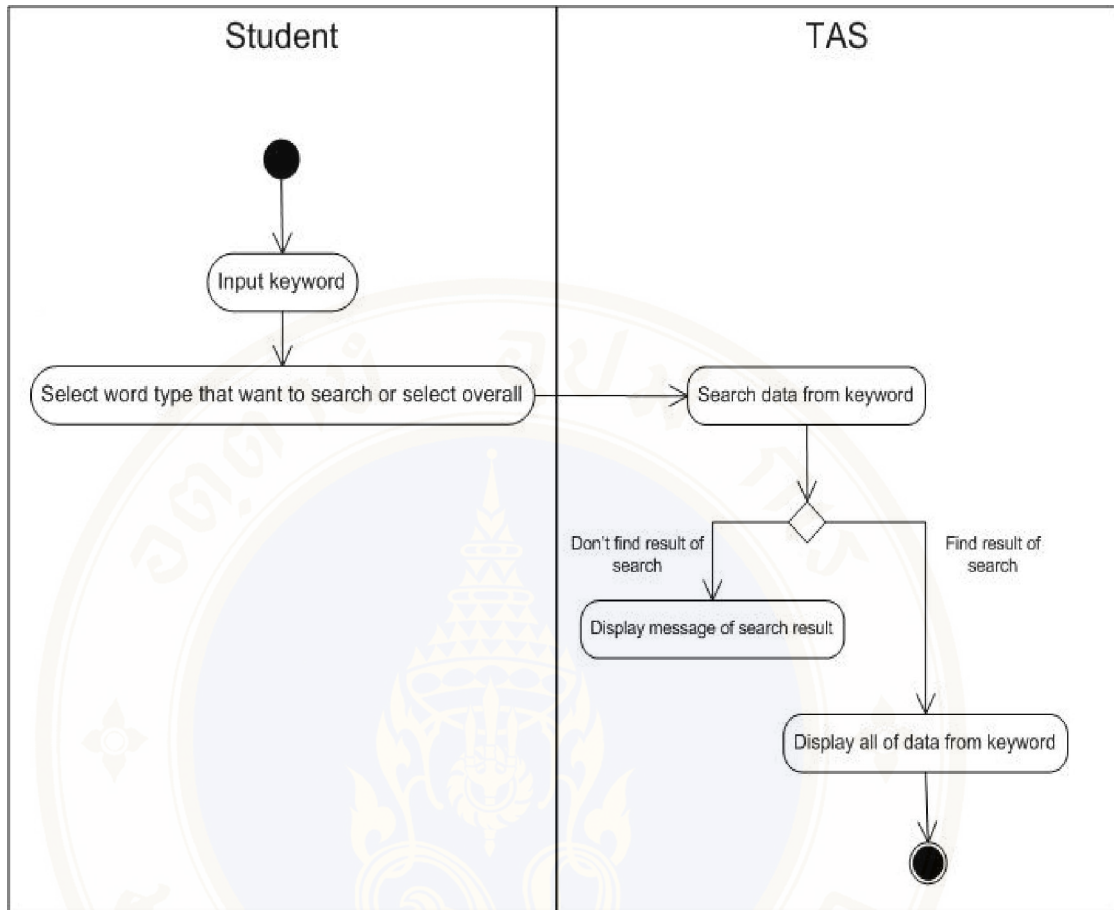 Student
TAS
Input keyword
Select word type that want to search or select overall
Search data from keyword
Don't find result of
search
Find result of
search
Display message of search result
Display all of data from keyword